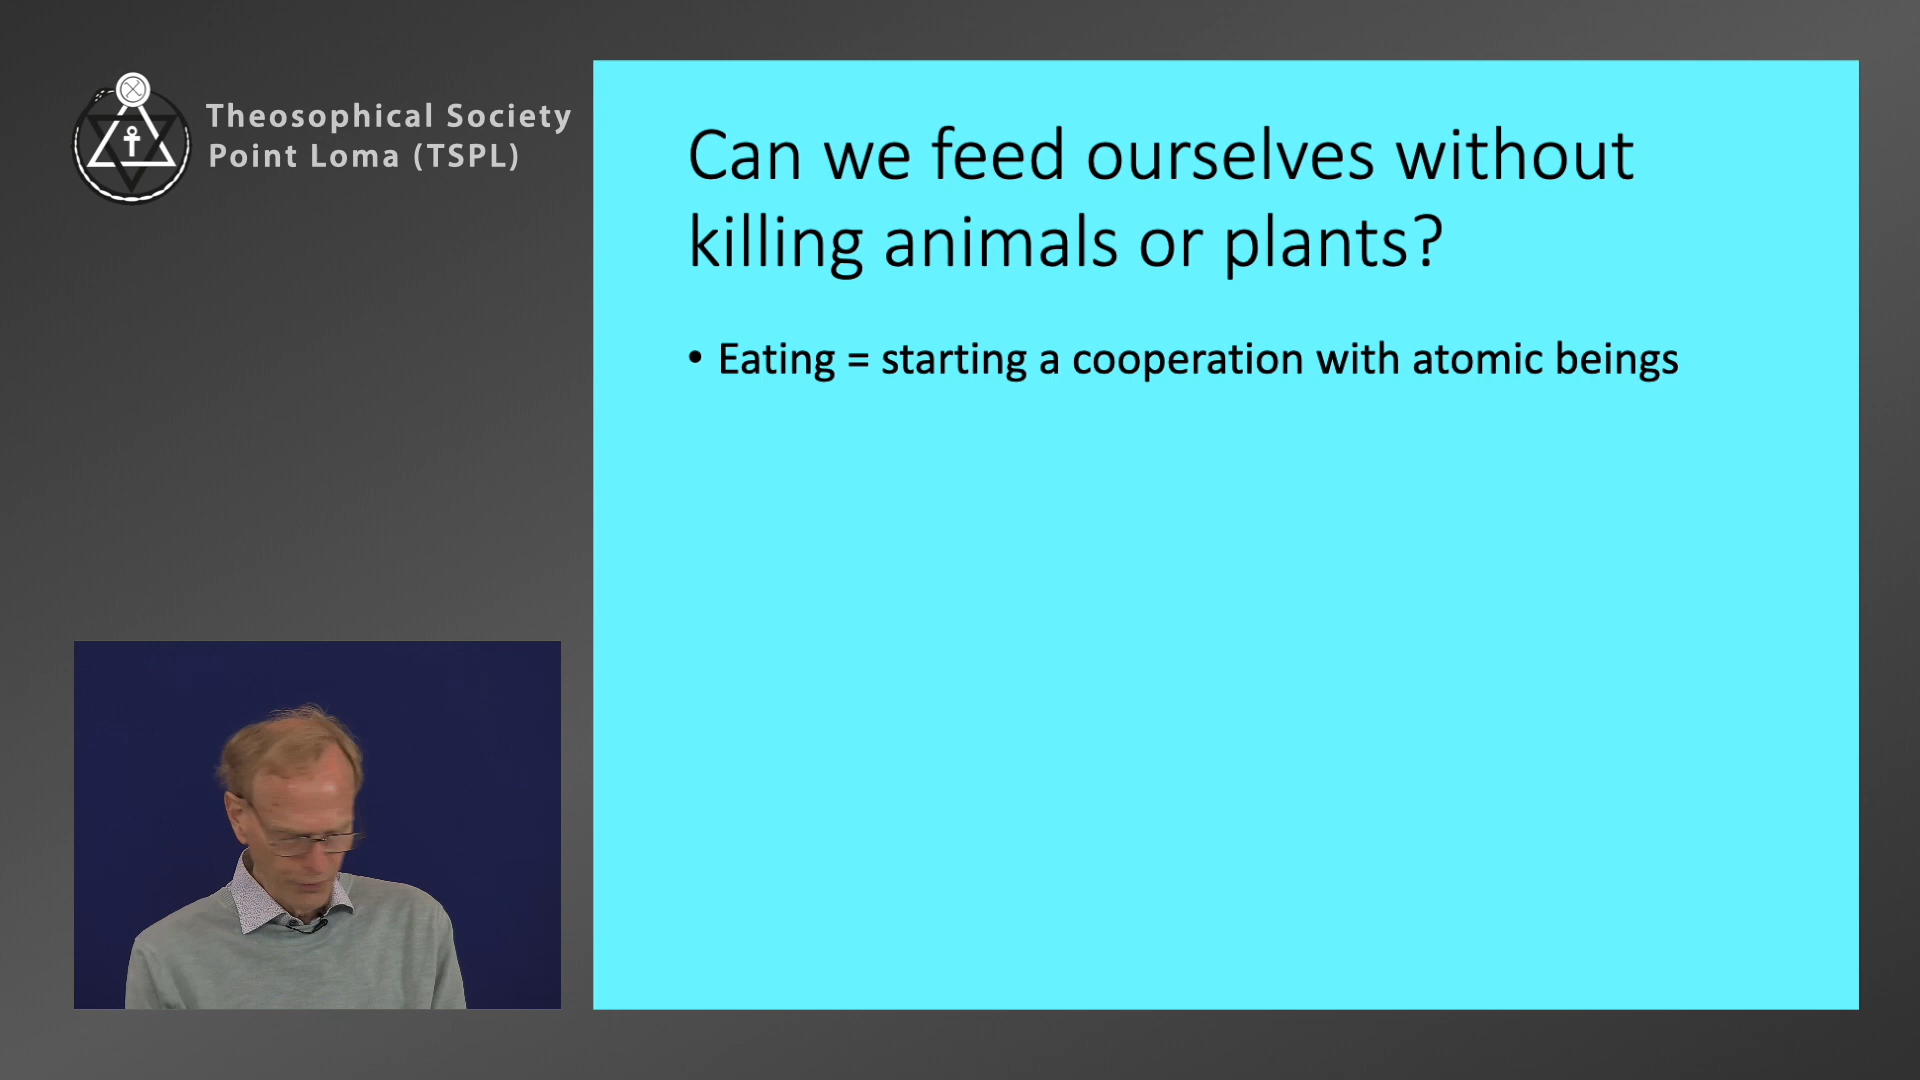 Theosophical Society
Point Loma (TSPL)
Can we feed ourselves without
killing animals or plants?
• Eating = starting a cooperation with atomic beings